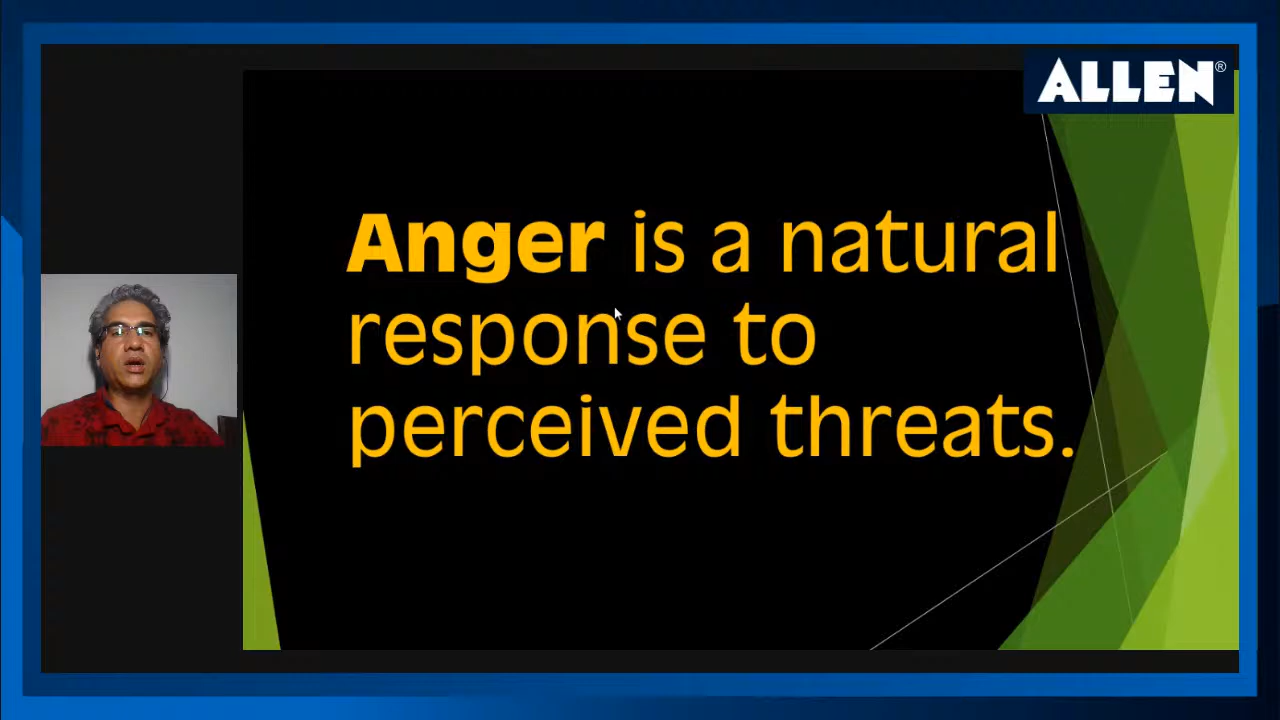 ALLEN®
Anger is a natural
response to
perceived threats.